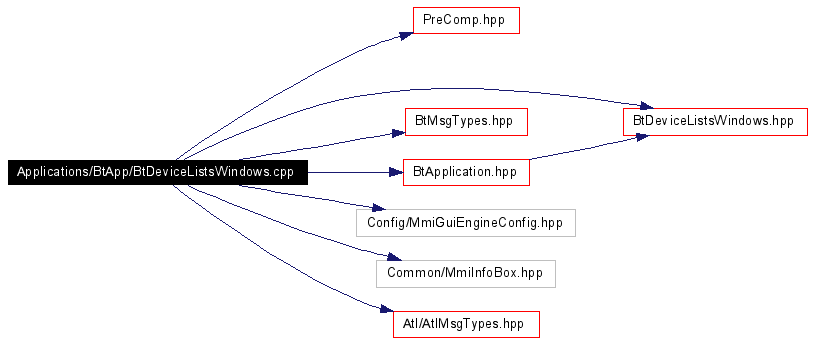 PreComp.hpp
BtMsgTypes.hpp
BtDeviceListsWindows.hpp
Applications/BtApp/BtDeviceListsWindows.cpp
BtApplication.hpp
Config/MmiGuiEngineConfig.hpp
Common/MmiInfoBox.hpp
Atl/AtlMsgTypes.hpp